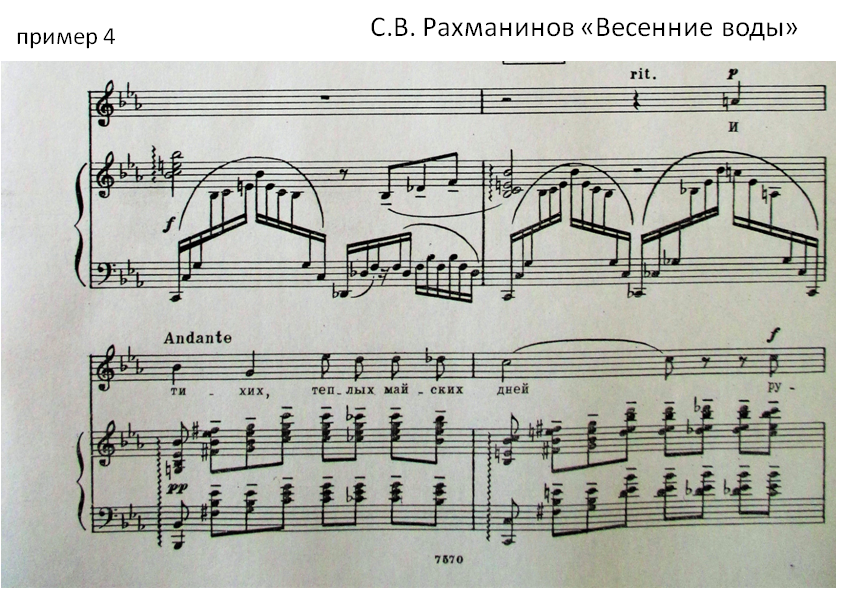 С.В. Рахманинов «Весенние воды»
пример 4
rit. p
И
f
Andante f
ти - хих, теп-лых май-ских дней ру-
pp
7570